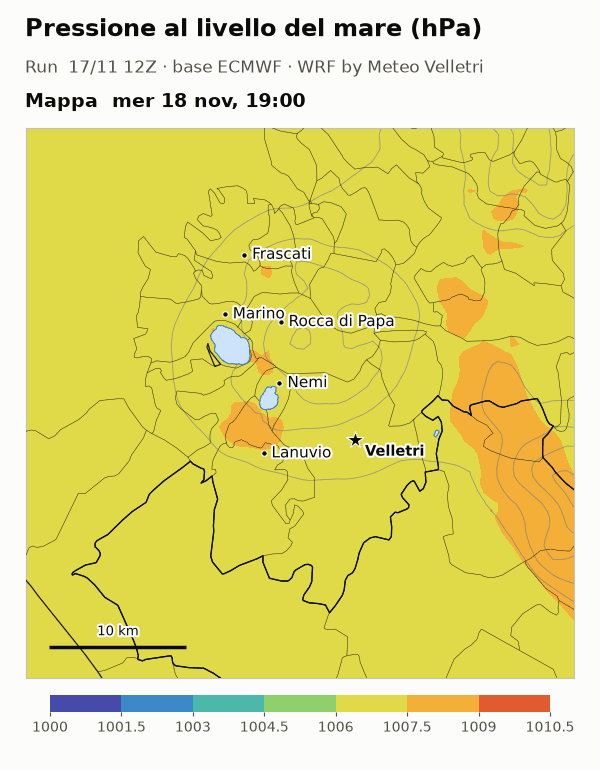 Pressione al livello del mare (hPa)
Run  17/11 12Z · base ECMWF · WRF by Meteo Velletri
Mappa  mer 18 nov, 19:00
Frascati
Marino
Rocca di Papa
Nemi
Velletri
Lanuvio
10 km
1000 1001.5 1003 1004.5 1006 1007.5 1009 1010.5